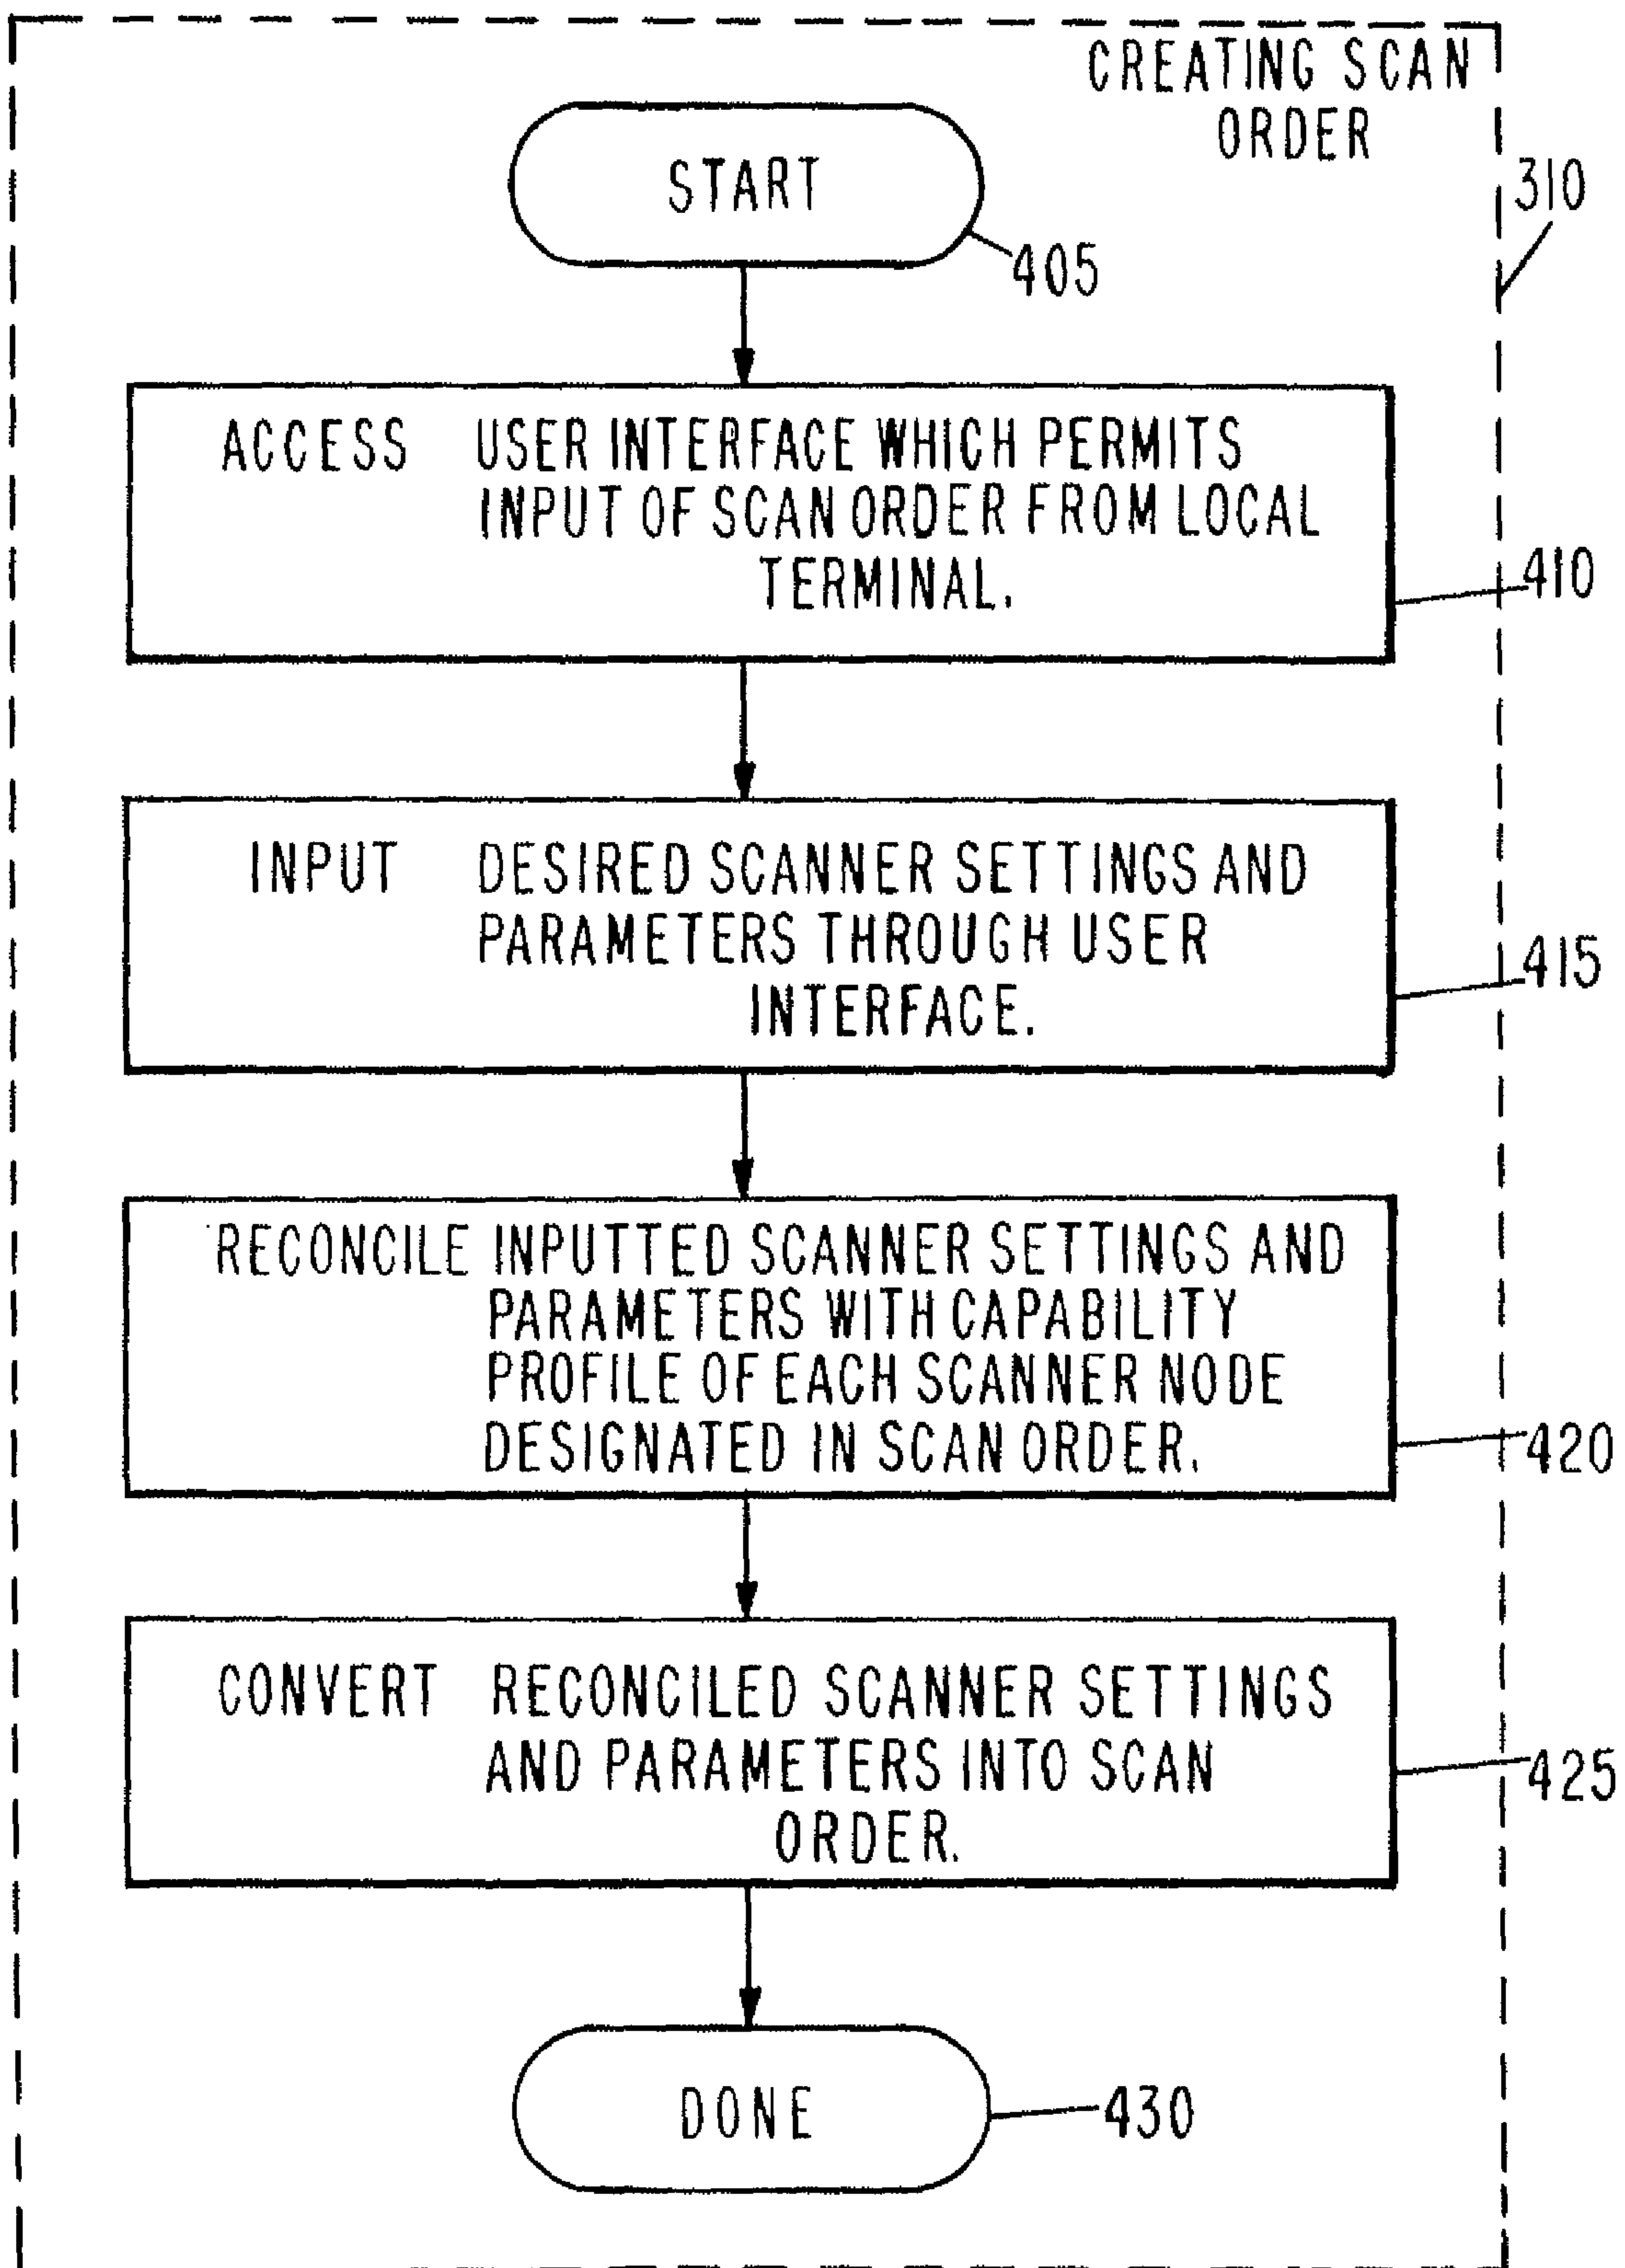 CREATING SCAN
ORDER
START
310
405
ACCESS USER INTERFACE WHICH PERMITS
INPUT OF SCAN ORDER FROM LOCAL
TERMINAL.
410
INPUT DESIRED SCANNER SETTINGS AND
PARAMETERS THROUGH USER
INTERFACE.
415
RECONCILE INPUTTED SCANNER SETTINGS AND
PARAMETERS WITH CAPABILITY
PROFILE OF EACH SCANNER NODE
DESIGNATED IN SCAN ORDER.
420
CONVERT RECONCILED SCANNER SETTINGS
AND PARAMETERS INTO SCAN
ORDER.
425
DONE
430